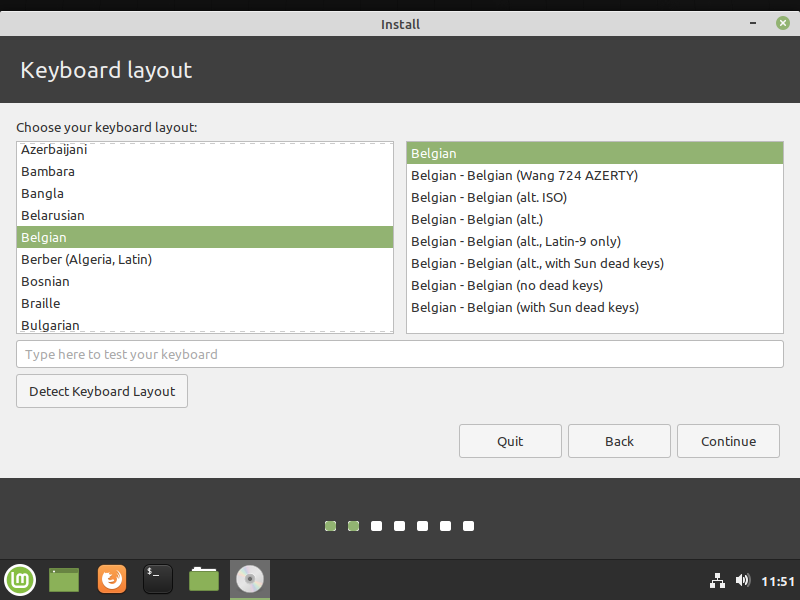 Install
Keyboard layout
Choose your keyboard layout:
Azerbaijani
Bambara
Bangla
Belarusian
Belgian
Berber (Algeria, Latin)
Bosnian
Braille
Bulgarian
Belgian
Belgian - Belgian (Wang 724 AZERTY)
Belgian - Belgian (alt. ISO)
Belgian - Belgian (alt.)
Belgian - Belgian (alt., Latin-9 only)
Belgian - Belgian (alt., with Sun dead keys)
Belgian - Belgian (no dead keys)
Belgian - Belgian (with Sun dead keys)
Type here to test your keyboard
Detect Keyboard Layout
Quit Back Continue
$_ 11:51